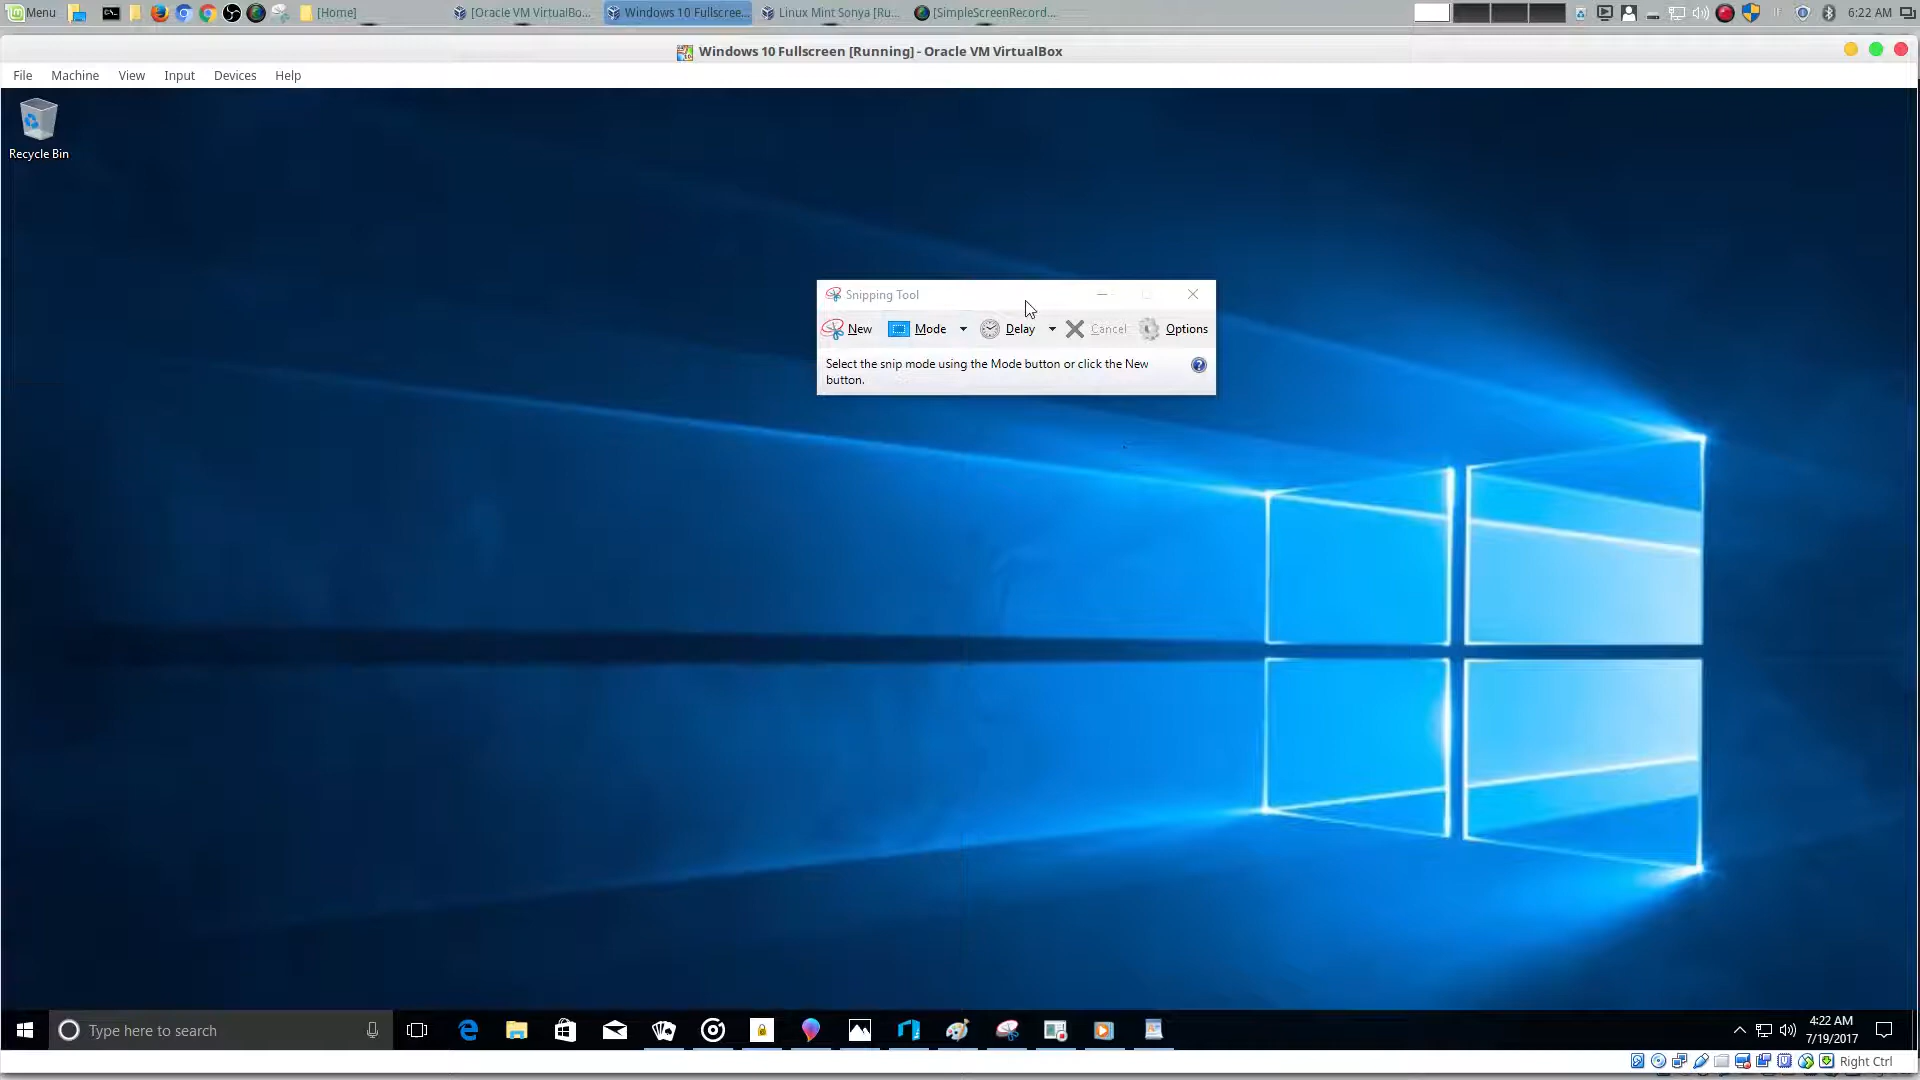 Menu [Home] [Oracle VM VirtualBo... Windows 10 Fullscree... Linux Mint Sonya [Ru... [SimpleScreenRecord... 6:22 AM
Windows 10 Fullscreen [Running] - Oracle VM VirtualBox
File Machine View Input Devices Help
Recycle Bin
Snipping Tool
New Mode Delay Cancel Options
Select the snip mode using the Mode button or click the New
button.
Type here to search
4:22 AM
7/19/2017
Right Ctrl